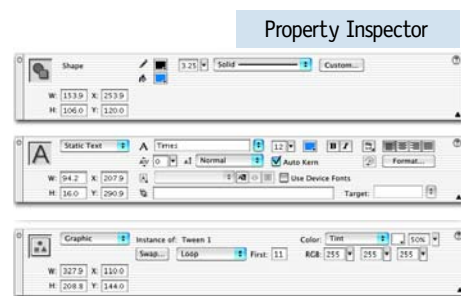 Property Inspector
Shape 3.25 Solid Custom...
W: 153.9 X: 253.9
H: 106.0 Y: 120.0
Static Text A Times 12 B I
A 0 Normal Auto Kern Format...
W: 94.2 X: 207.9 Use Device Fonts
H: 16.0 Y: 290.9 Target:
Graphic Instance of: Tween 1 Color: Tint 50%
Swap... Loop First: 11 RGB: 255 255 255
W: 327.9 X: 110.0
H: 208.8 Y: 144.0